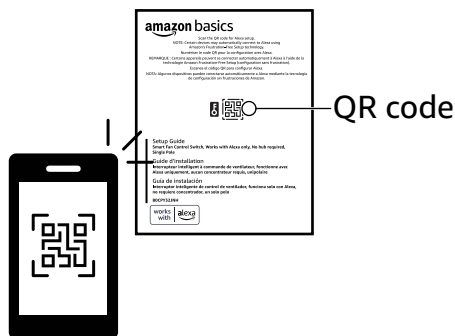 amazon basics
Scan the QR code for Alexa setup.
NOTE: Certain devices may automatically connect to Alexa using
Amazon's Frustration-Free Setup technology.
Numériser le code QR pour la configuration avec Alexa.
REMARQUE : Certains appareils peuvent se connecter automatiquement à Alexa à l'aide de la
technologie Amazon Frustration-Free Setup (configuration sans frustration).
Escanea el código QR para configurar Alexa.
NOTA: Algunos dispositivos pueden conectarse automáticamente a Alexa mediante la tecnología
de configuración sin frustraciones de Amazon.
QR code
Setup Guide
Smart Fan Control Switch, Works with Alexa only, No hub required,
Single Pole
Guide d'installation
Interrupteur intelligent à commande de ventilateur, fonctionne avec
Alexa uniquement, aucun concentrateur requis, unipolaire
Guía de instalación
Interruptor inteligente de control de ventilador, funciona solo con Alexa,
no requiere concentrador, un solo polo
B0CPY3ZJNH
works with alexa